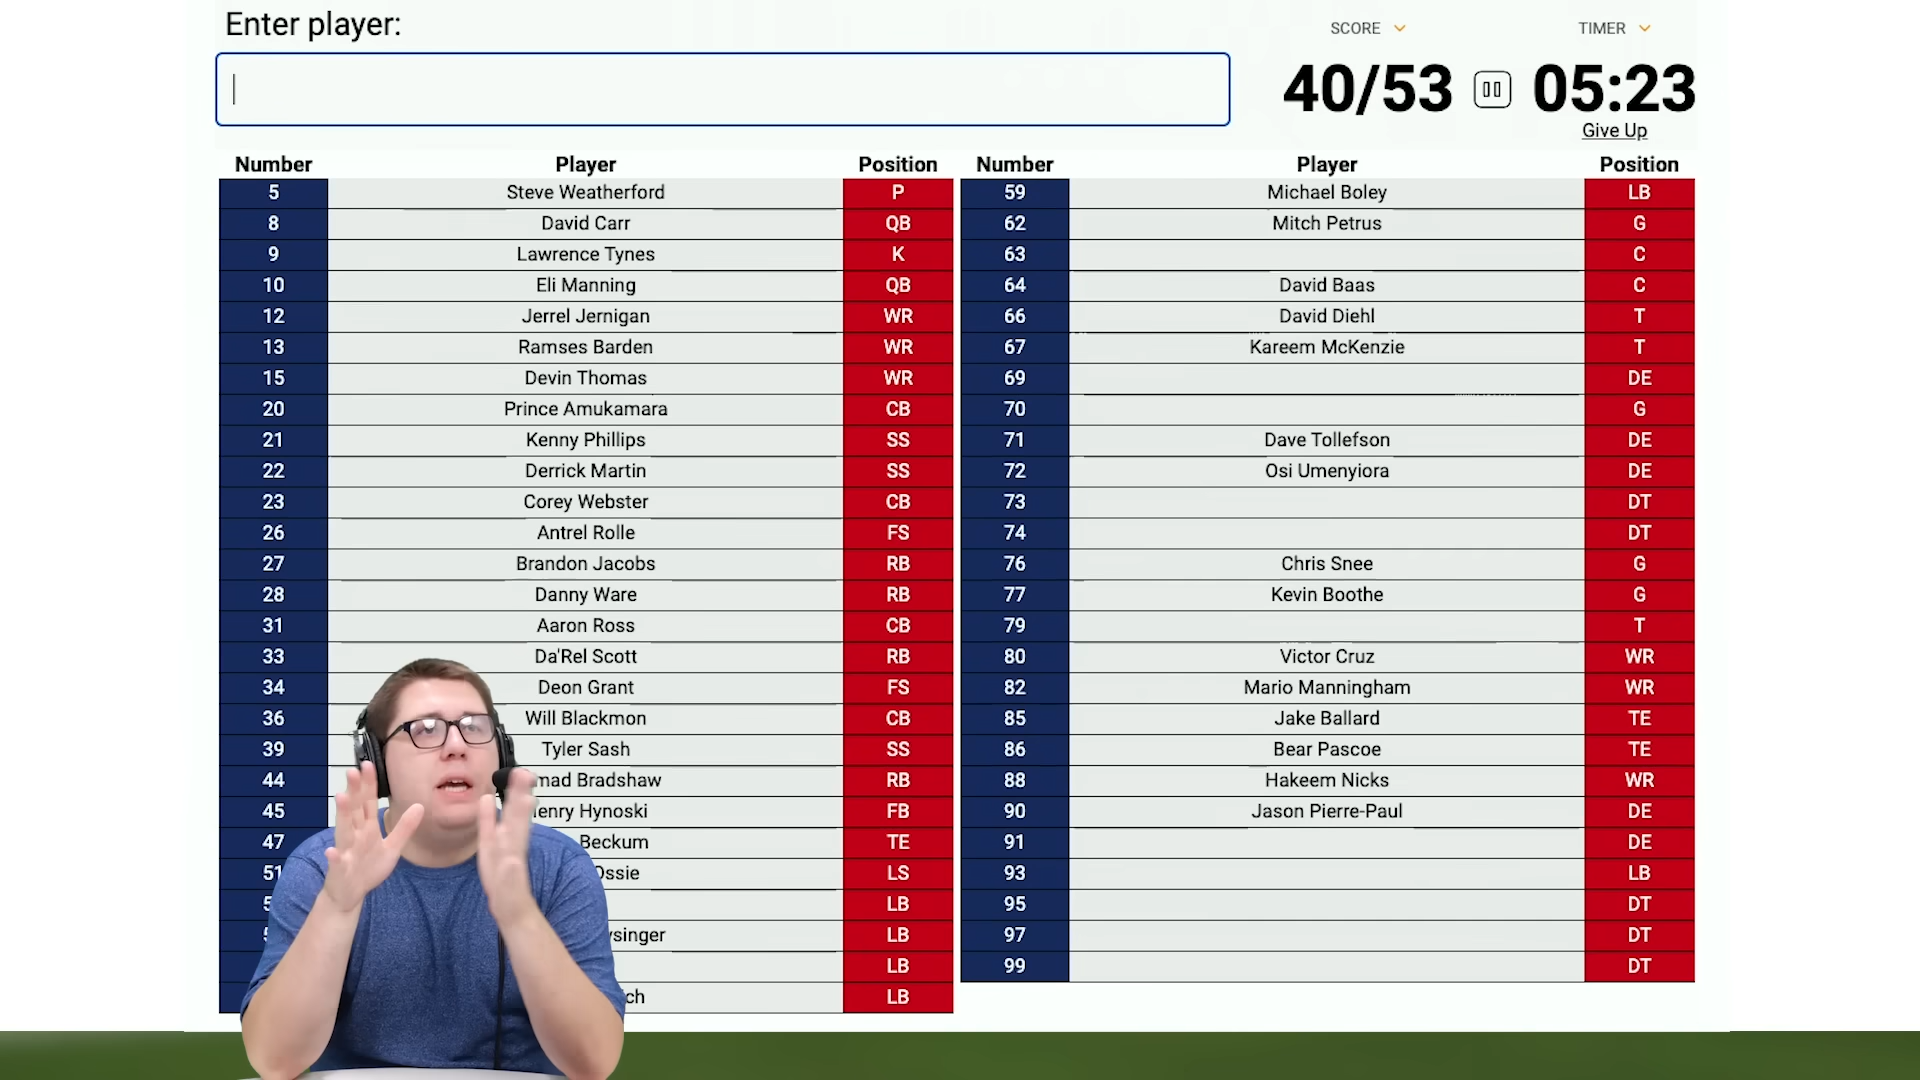 Enter player:
SCORE
TIMER
40/53
05:23
Give Up
Number Player Position
5 Steve Weatherford P
8 David Carr QB
9 Lawrence Tynes K
10 Eli Manning QB
12 Jerrel Jernigan WR
13 Ramses Barden WR
15 Devin Thomas WR
20 Prince Amukamara CB
21 Kenny Phillips SS
22 Derrick Martin SS
23 Corey Webster CB
26 Antrel Rolle FS
27 Brandon Jacobs RB
28 Danny Ware RB
31 Aaron Ross CB
33 Da'Rel Scott RB
34 Deon Grant FS
36 Will Blackmon CB
39 Tyler Sash SS
44 Bradshaw RB
45 Hynoski FB
47 Beckum TE
51 Ossie LS
LB
LB
LB
LB
Number Player Position
59 Michael Boley LB
62 Mitch Petrus G
63 C
64 David Baas C
66 David Diehl T
67 Kareem McKenzie T
69 DE
70 G
71 Dave Tollefson DE
72 Osi Umenyiora DE
73 DT
74 DT
76 Chris Snee G
77 Kevin Boothe G
79 T
80 Victor Cruz WR
82 Mario Manningham WR
85 Jake Ballard TE
86 Bear Pascoe TE
88 Hakeem Nicks WR
90 Jason Pierre-Paul DE
91 DE
93 LB
95 DT
97 DT
99 DT